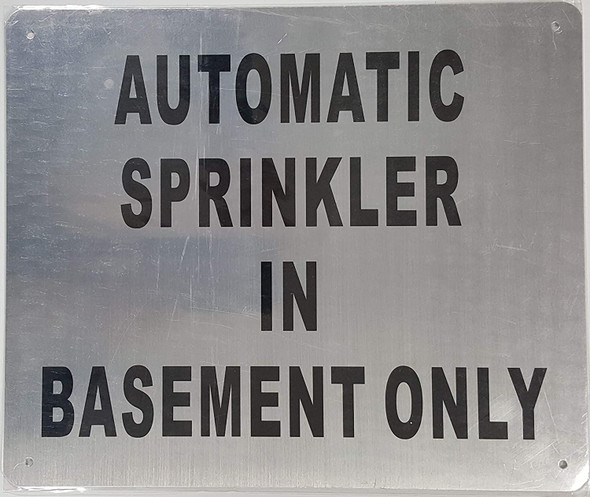 AUTOMATIC
SPRINKLER
IN
BASEMENT ONLY